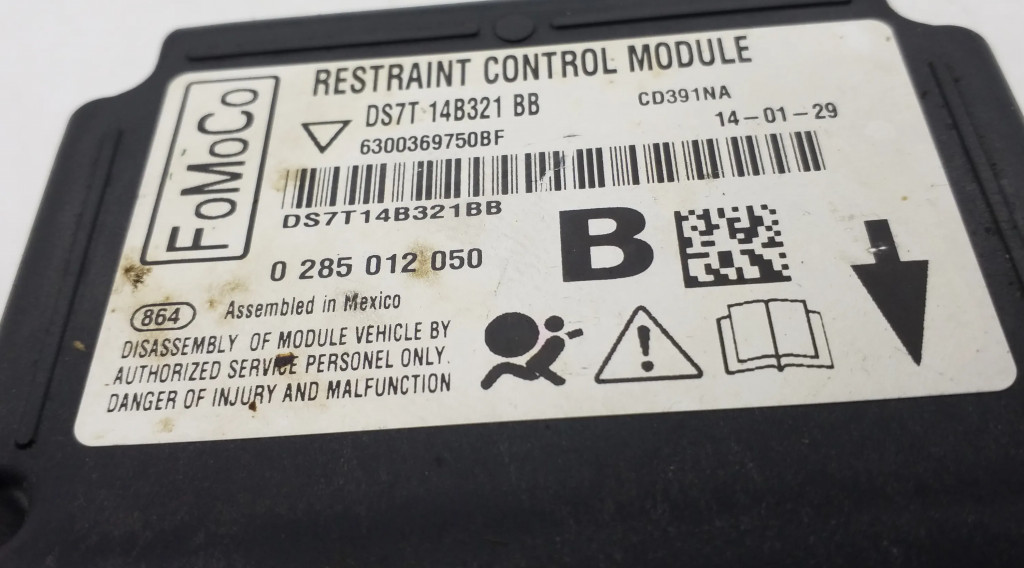 FoMoCo
RESTRAINT CONTROL MODULE
DS7T 14B321 BB
CD391NA
6300369750BF
14-01-29
DS7T14B321BB
B
0 285 012 050
864
Assembled in Mexico
DISASSEMBLY OF MODULE VEHICLE BY
AUTHORIZED SERVICE PERSONEL ONLY.
DANGER OF INJURY AND MALFUNCTION